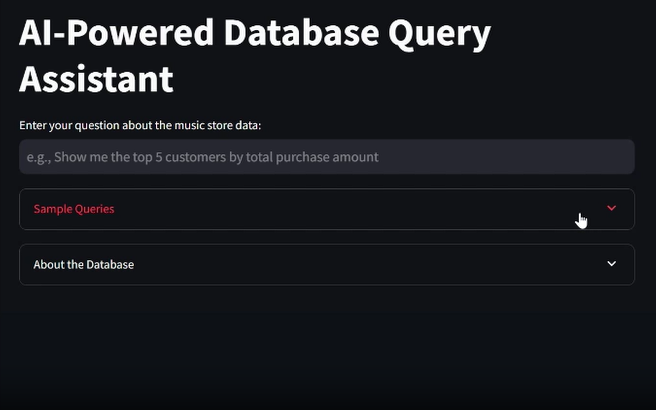 AI-Powered Database Query
Assistant
Enter your question about the music store data:
e.g., Show me the top 5 customers by total purchase amount
Sample Queries
About the Database